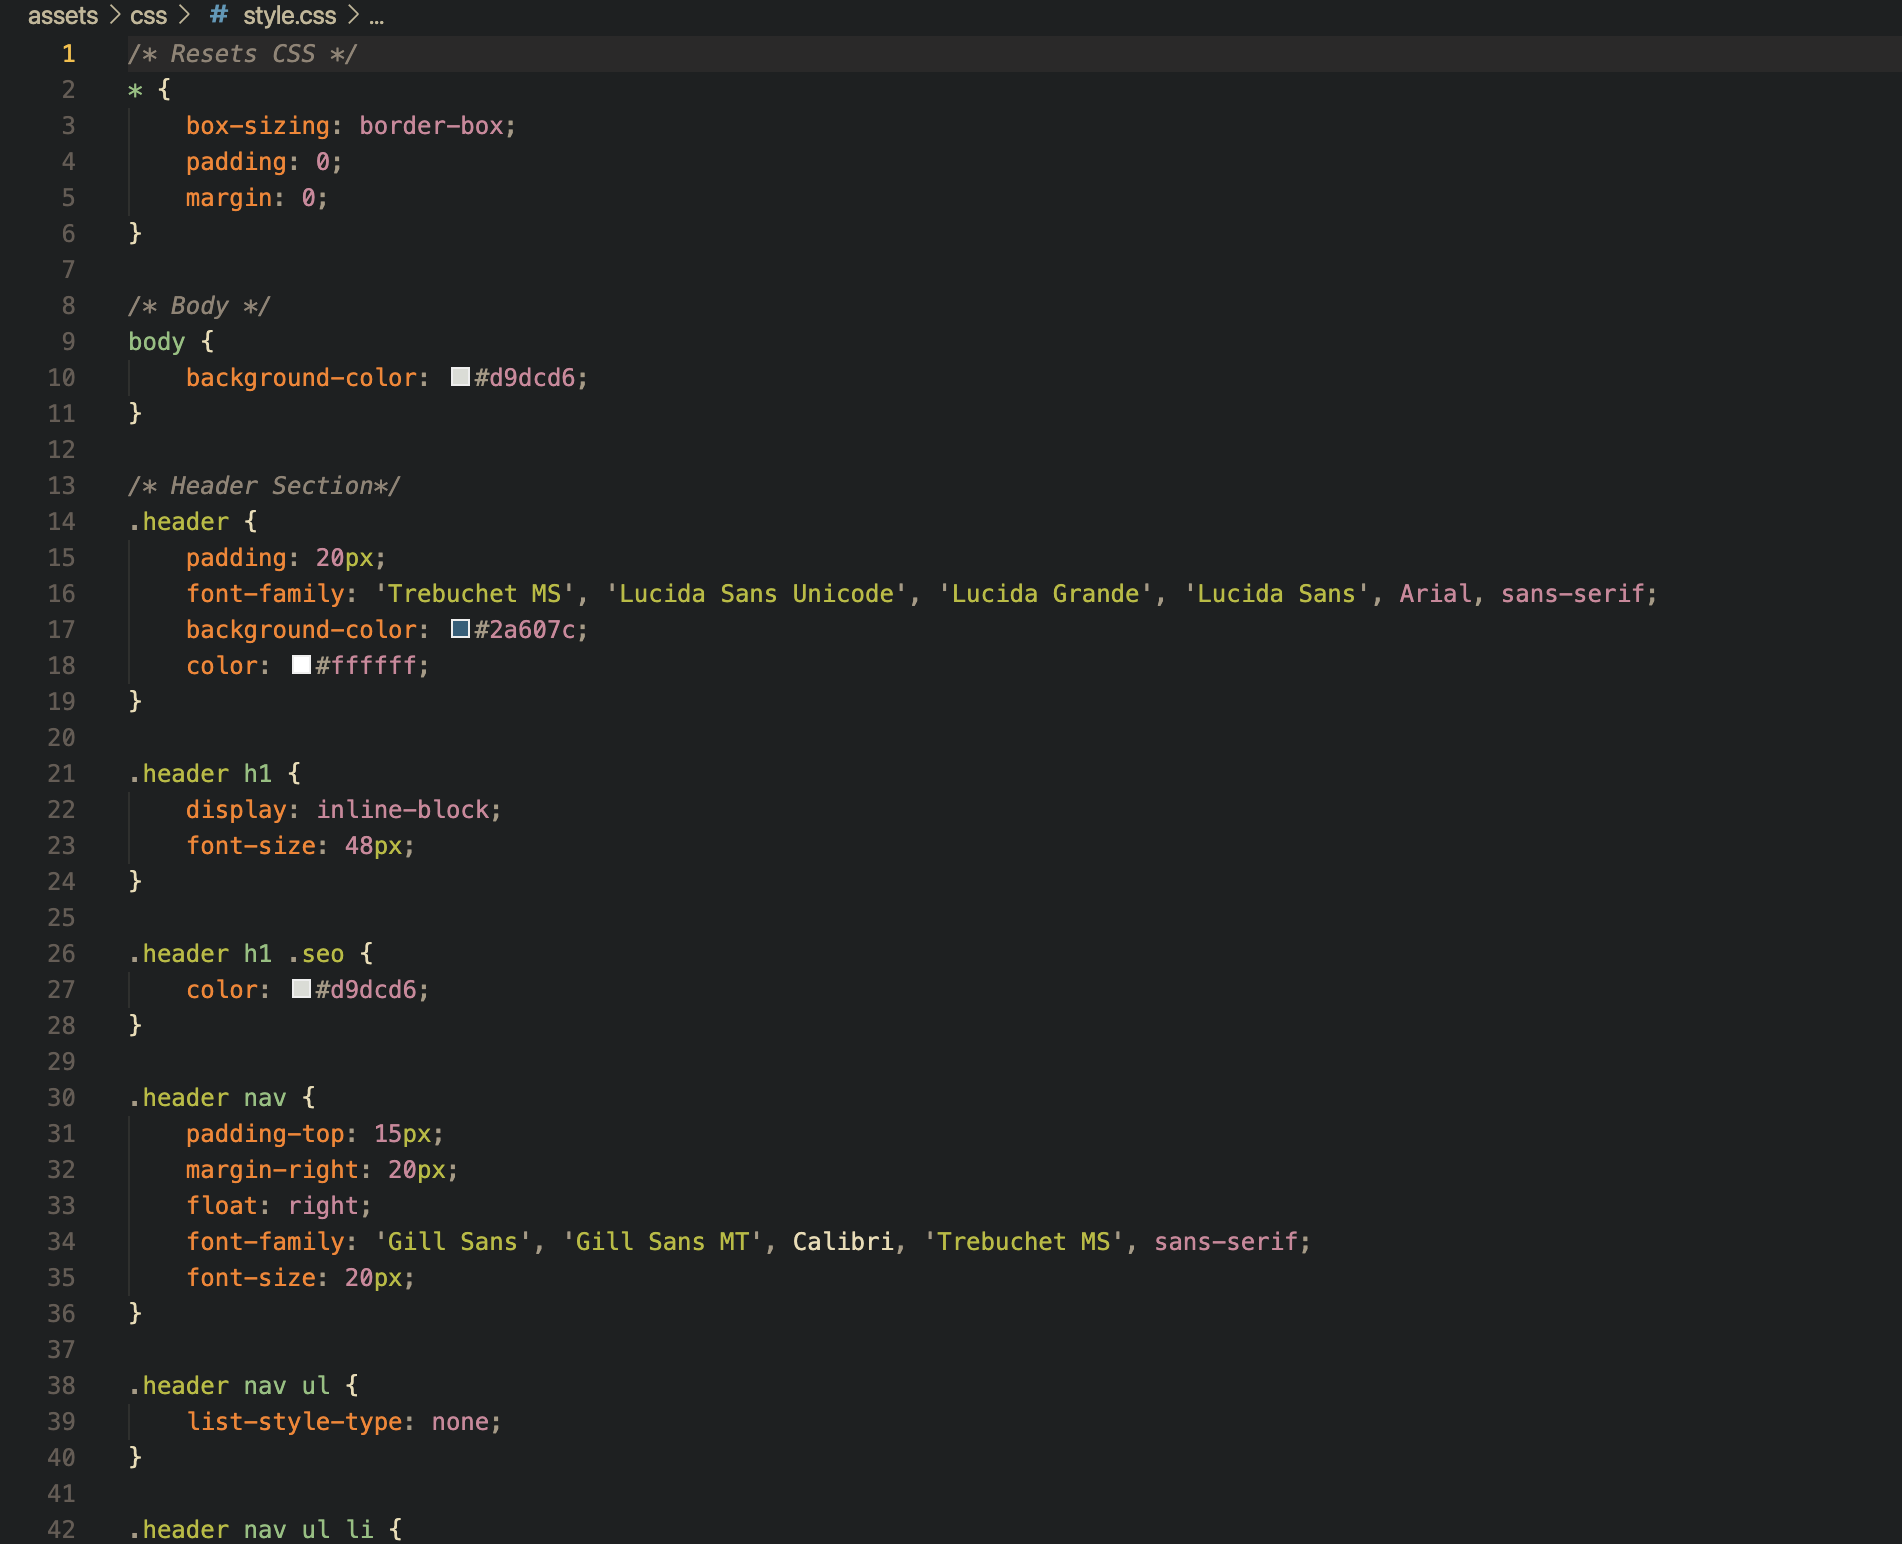 assets > css > # style.css > ...
1 /* Resets CSS */
2 * {
3     box-sizing: border-box;
4     padding: 0;
5     margin: 0;
6 }
7
8 /* Body */
9 body {
10     background-color: #d9dcd6;
11 }
12
13 /* Header Section*/
14 .header {
15     padding: 20px;
16     font-family: 'Trebuchet MS', 'Lucida Sans Unicode', 'Lucida Grande', 'Lucida Sans', Arial, sans-serif;
17     background-color: #2a607c;
18     color: #ffffff;
19 }
20
21 .header h1 {
22     display: inline-block;
23     font-size: 48px;
24 }
25
26 .header h1 .seo {
27     color: #d9dcd6;
28 }
29
30 .header nav {
31     padding-top: 15px;
32     margin-right: 20px;
33     float: right;
34     font-family: 'Gill Sans', 'Gill Sans MT', Calibri, 'Trebuchet MS', sans-serif;
35     font-size: 20px;
36 }
37
38 .header nav ul {
39     list-style-type: none;
40 }
41
42 .header nav ul li {